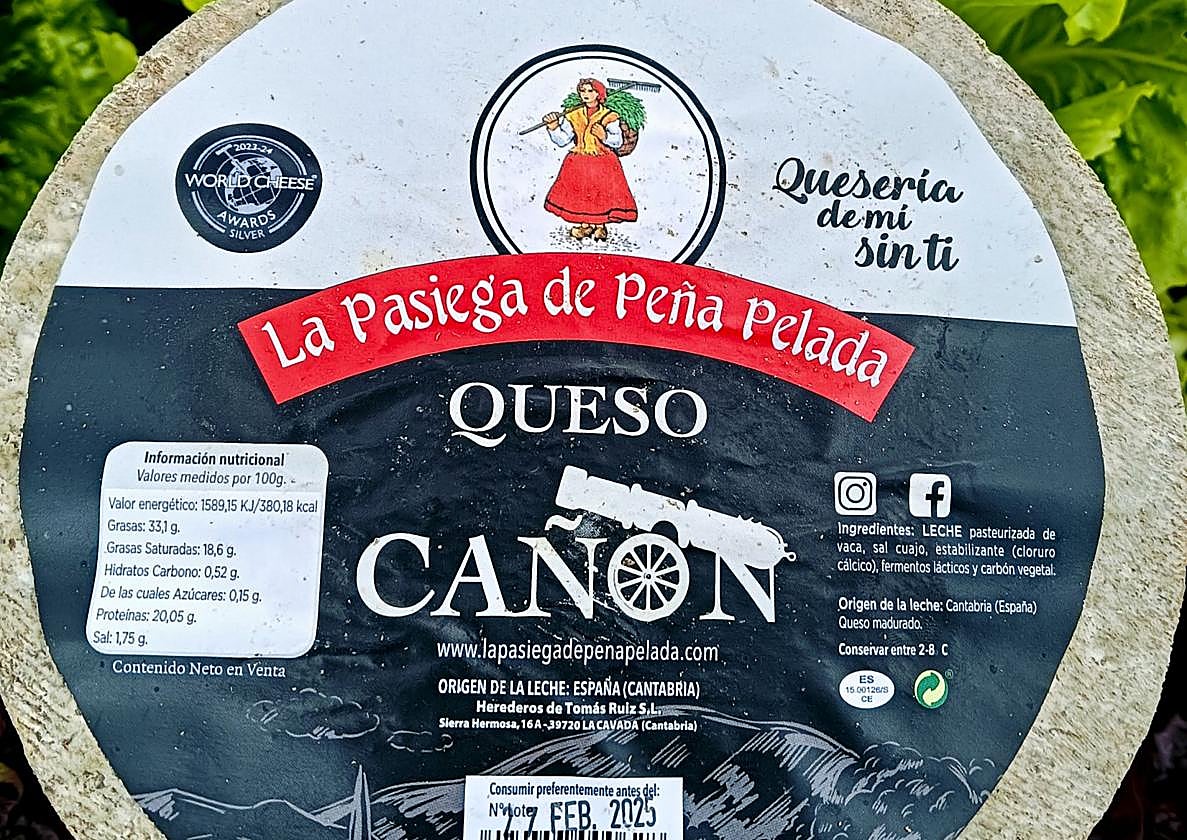 2023-24
WORLD CHEESE
AWARDS
SILVER
Quesería
de mí
sin ti
La Pasiega de Peña Pelada
QUESO
CAÑON
www.lapasiegadepenapelada.com
ORIGEN DE LA LECHE: ESPAÑA (CANTABRIA)
Herederos de Tomás Ruiz S.L.
Sierra Hermosa, 16 A - 39720 LA CAVADA (Cantabria)
Información nutricional
Valores medidos por 100g.
Valor energético: 1589,15 KJ/380,18 kcal
Grasas: 33,1 g.
Grasas Saturadas: 18,6 g.
Hidratos Carbono: 0,52 g.
De las cuales Azúcares: 0,15 g.
Proteínas: 20,05 g.
Sal: 1,75 g.
Contenido Neto en Venta
Ingredientes: LECHE pasteurizada de
vaca, sal cuajo, estabilizante (cloruro
cálcico), fermentos lácticos y carbón vegetal.
Origen de la leche: Cantabria (España)
Queso madurado.
Conservar entre 2-8 C
ES
15.00126/S
CE
Consumir preferentemente antes del:
Nº lote
FEB. 2025